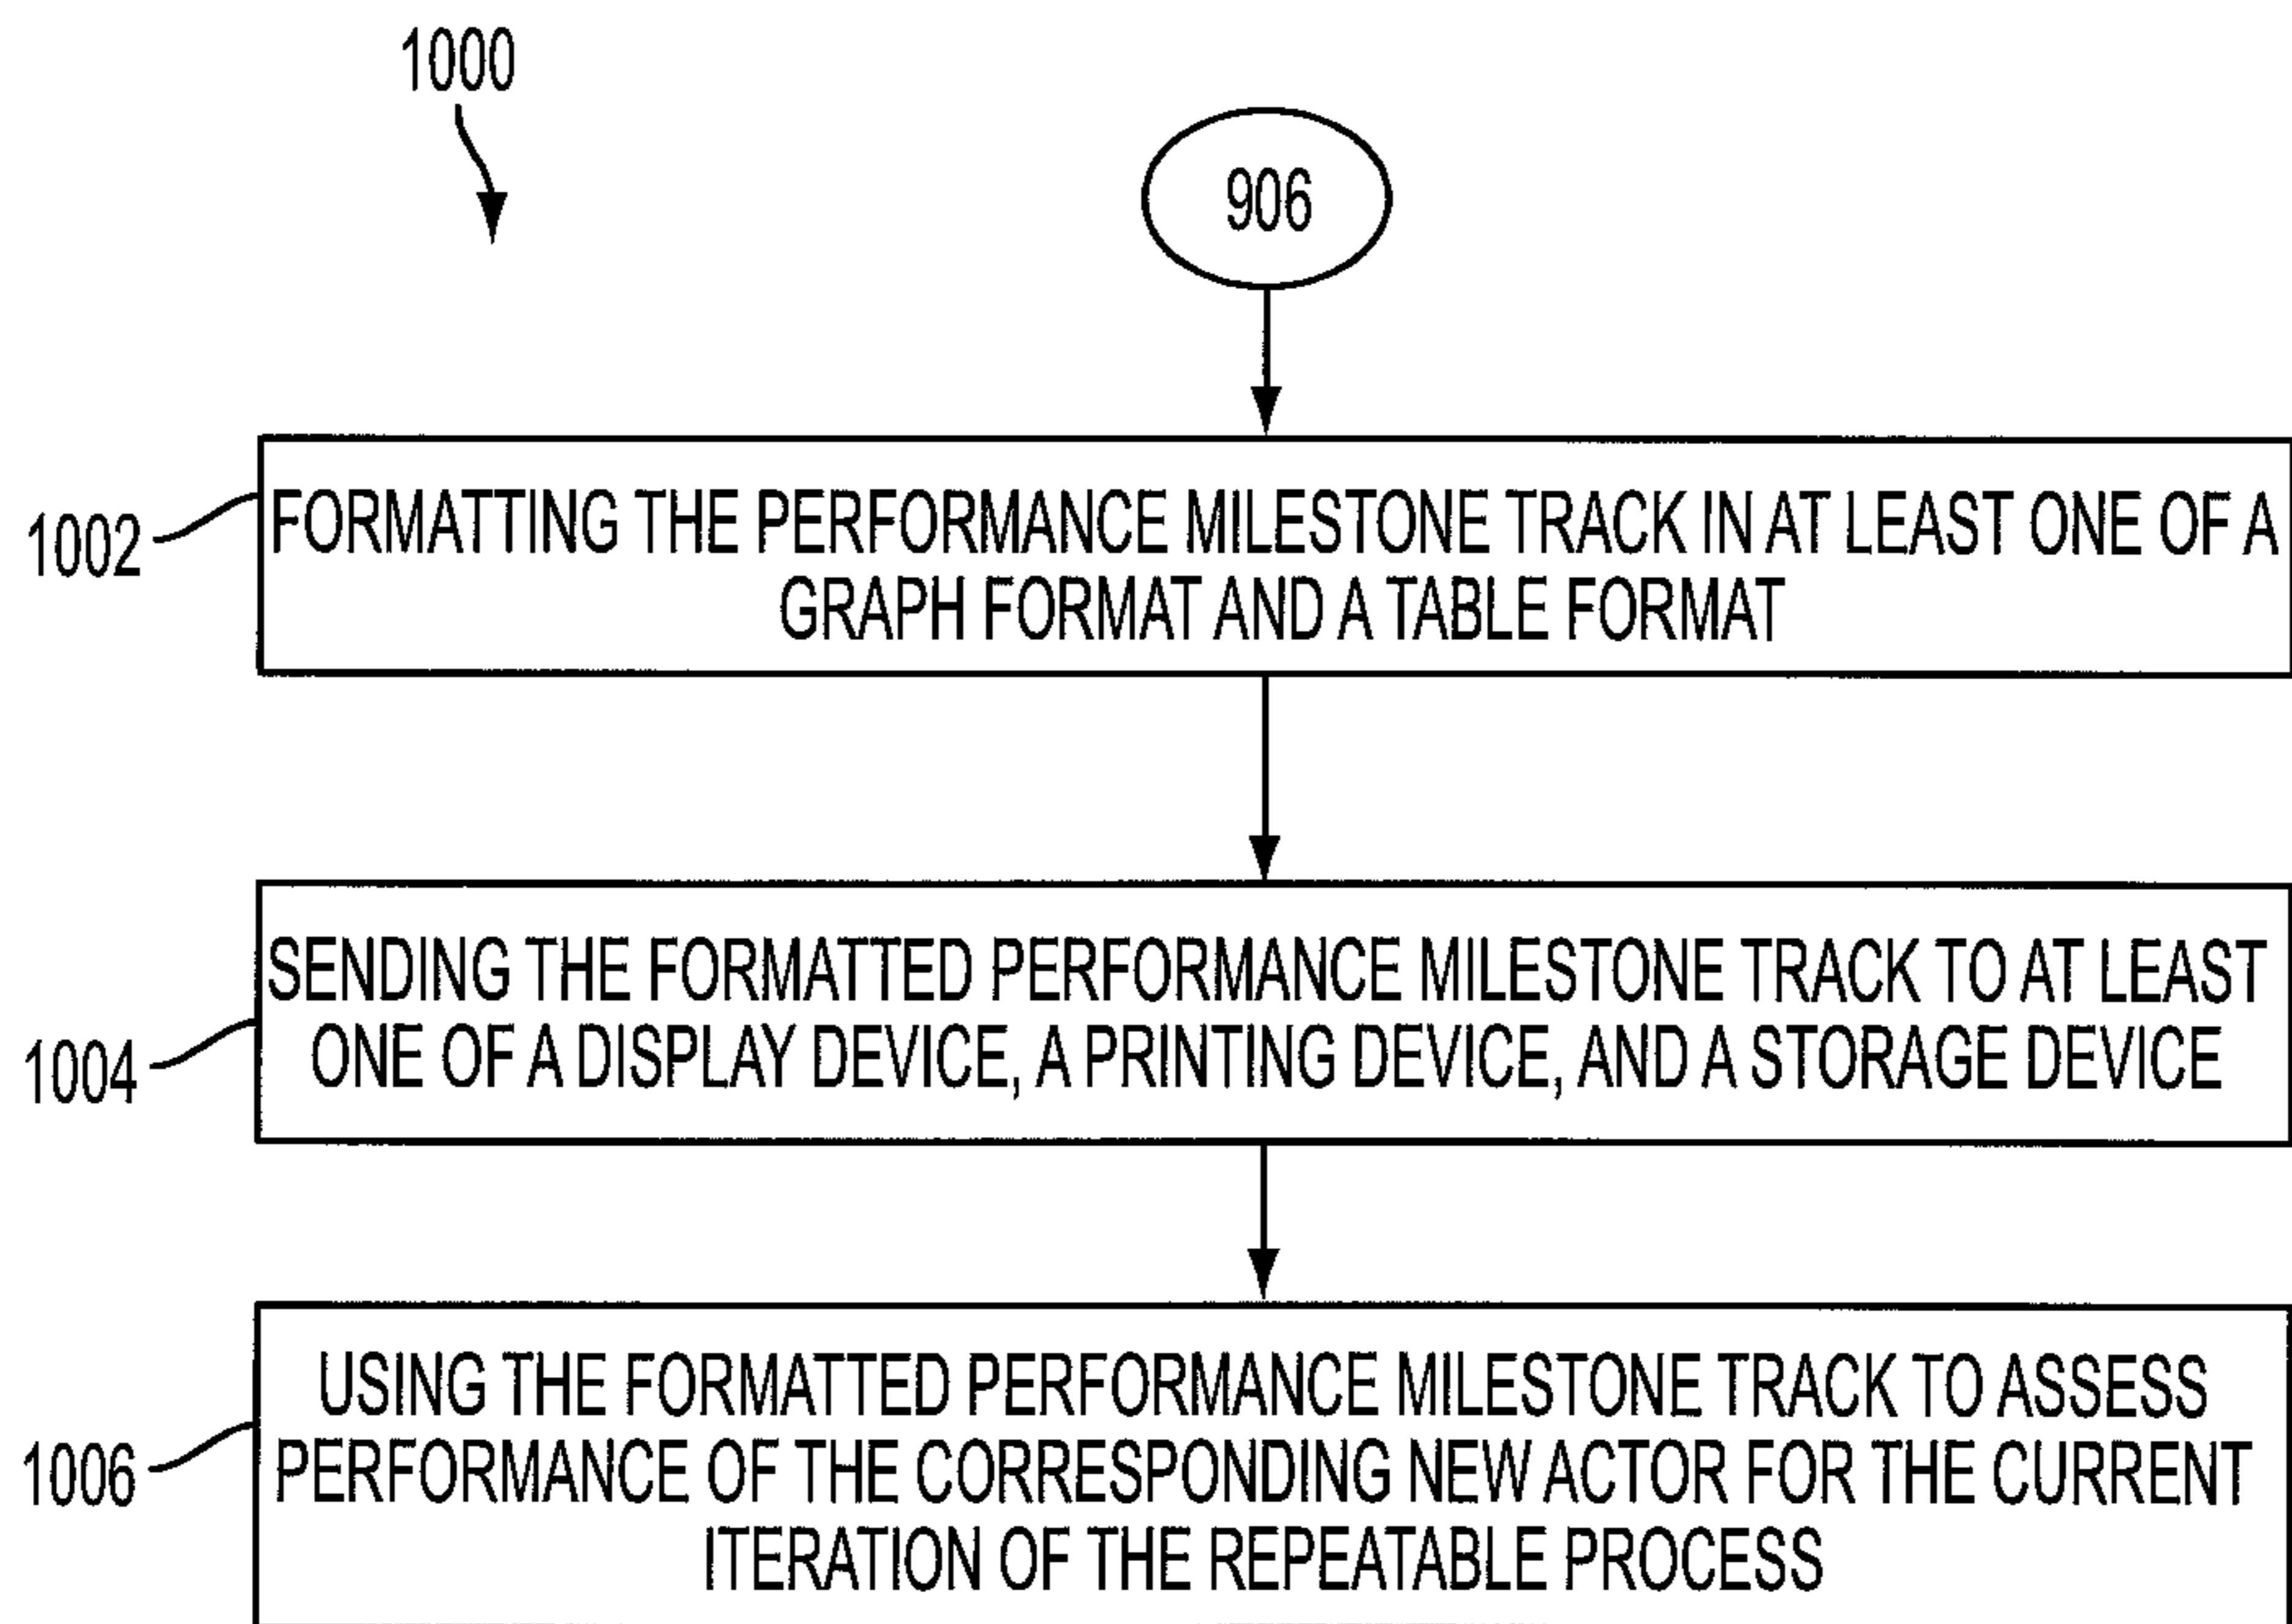 1000
906
1002
FORMATTING THE PERFORMANCE MILESTONE TRACK IN AT LEAST ONE OF A
GRAPH FORMAT AND A TABLE FORMAT
SENDING THE FORMATTED PERFORMANCE MILESTONE TRACK TO AT LEAST
ONE OF A DISPLAY DEVICE, A PRINTING DEVICE, AND A STORAGE DEVICE
1004
USING THE FORMATTED PERFORMANCE MILESTONE TRACK TO ASSESS
PERFORMANCE OF THE CORRESPONDING NEW ACTOR FOR THE CURRENT
ITERATION OF THE REPEATABLE PROCESS
1006